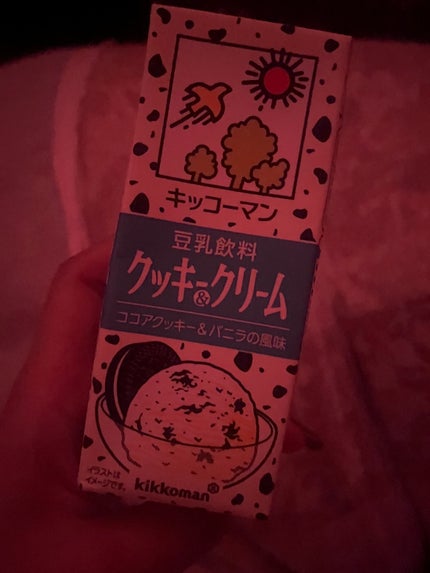 キッコーマン
豆乳飲料
クッキー&クリーム
ココアクッキー&バニラの風味
イラストは
イメージです。
kikkoman®